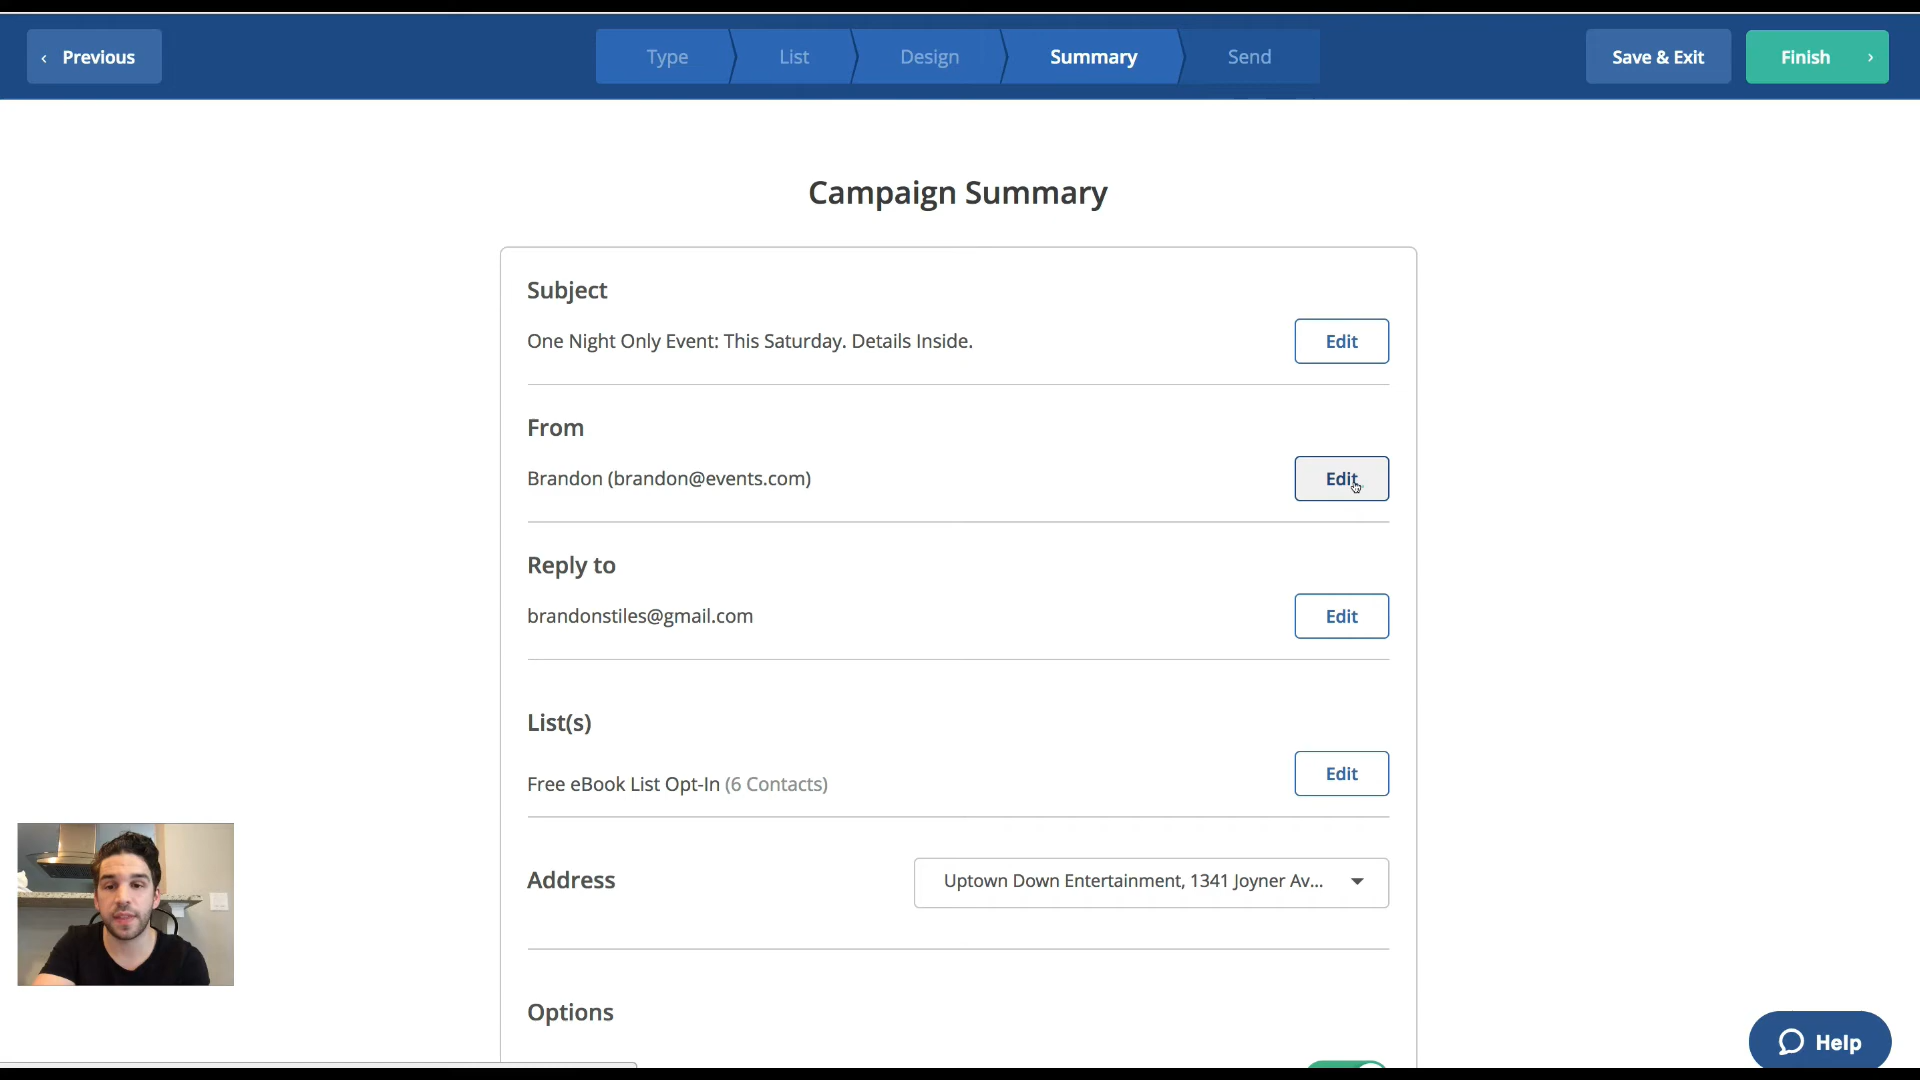 Previous
Type
List
Design
Summary
Send
Save & Exit
Finish
Campaign Summary
Subject
One Night Only Event: This Saturday. Details Inside.
Edit
From
Brandon (brandon@events.com)
Edit
Reply to
brandonstiles@gmail.com
Edit
List(s)
Free eBook List Opt-In (6 Contacts)
Edit
Address
Uptown Down Entertainment, 1341 Joyner Av...
Options
Help